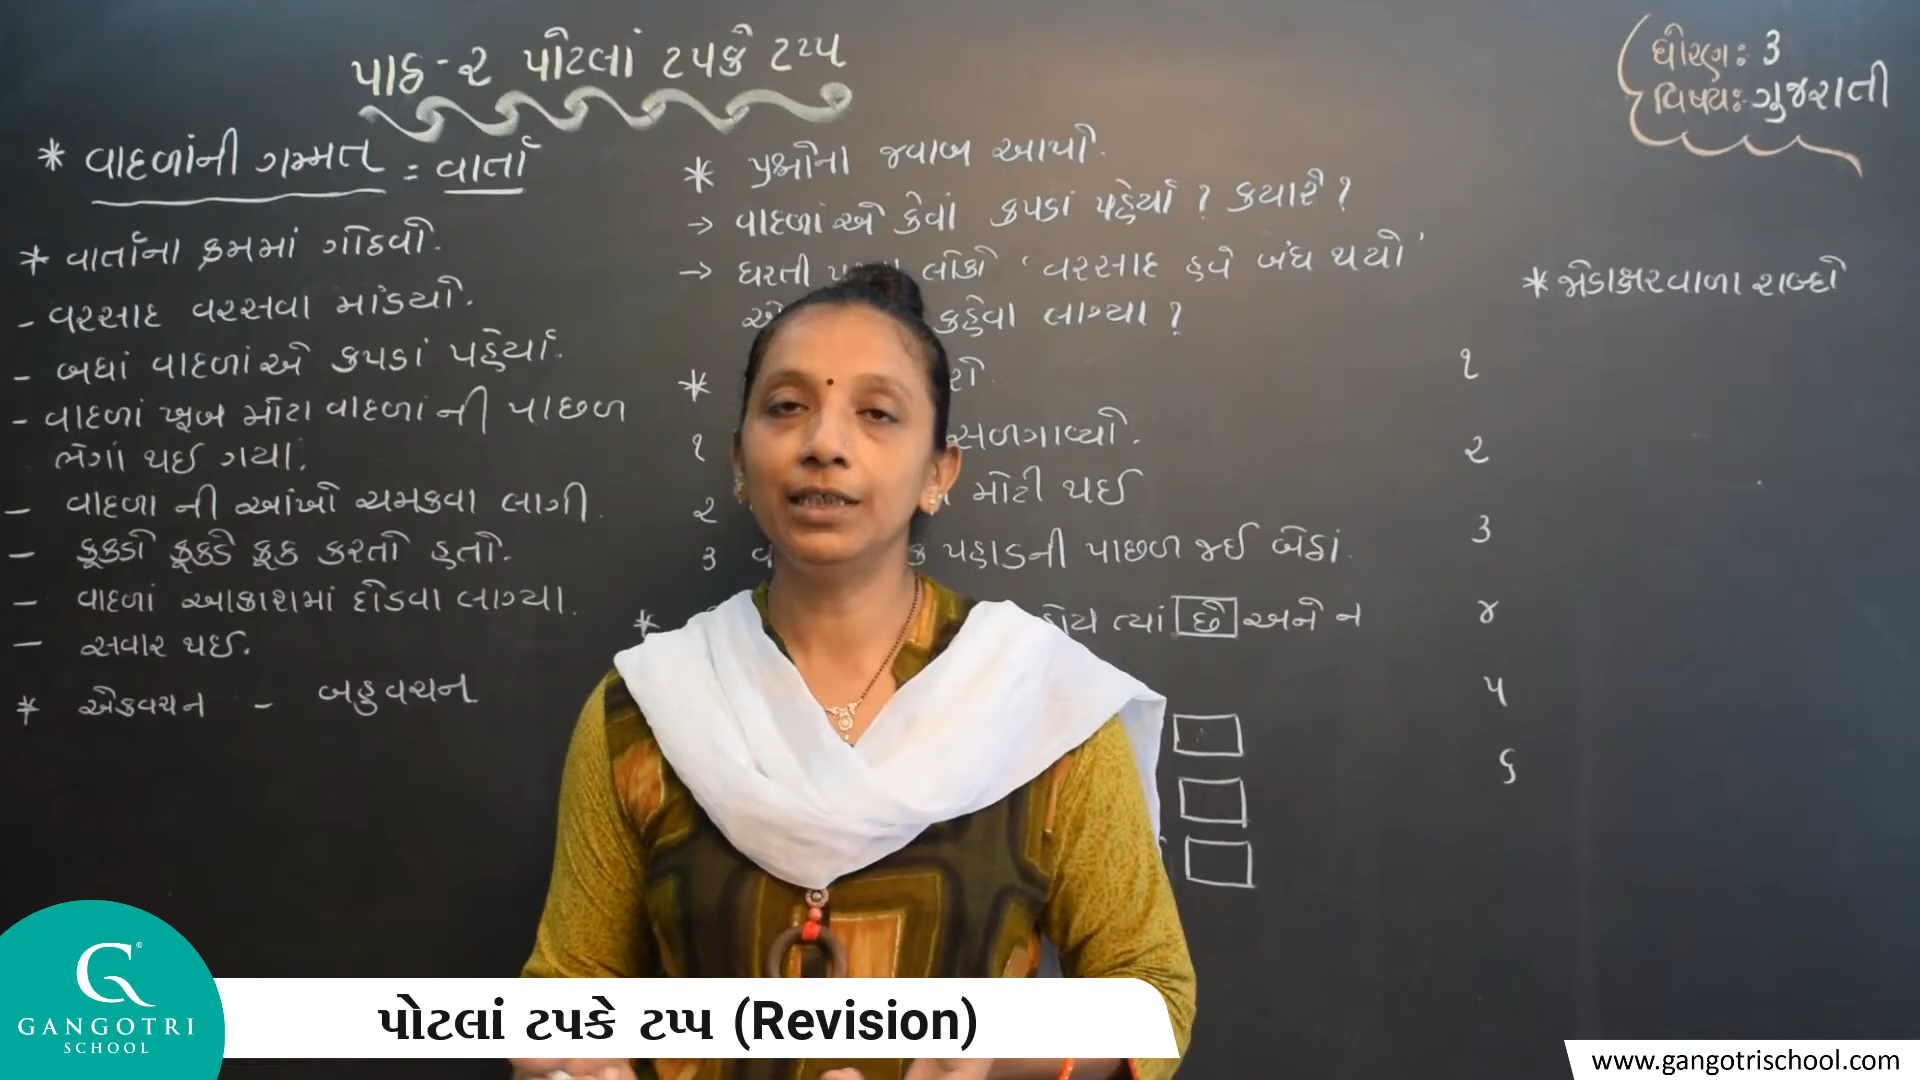 પાઠ - ૨ પોટલાં ટપકે ટપ્પ
ધોરણ : 3
વિષય :- ગુજરાતી
* વાદળાંની ગમ્મત = વાર્તા
* વાર્તાના ક્રમમાં ગોઠવો.
- વરસાદ વરસવા માંડયો.
- બધાં વાદળાંએ કપડાં પહેર્યાં.
- વાદળાં ખૂબ મોટા વાદળાંની પાછળ
ભેગાં થઈ ગયા.
- વાદળા ની આંખો ચમકવા લાગી.
- કૂકડો કૂકડે કૂક કરતો હતો.
- વાદળાં આકાશમાં દોડવા લાગ્યા.
- સવાર થઈ.
* એકવચન - બહુવચન
* પ્રશ્નોના જવાબ આપો.
→ વાદળાંએ કેવાં કપડાં પહેર્યાં ? કયારે ?
→ ધરતી લોકો ' વરસાદ હવે બંધ થયો '
કહેવા લાગ્યા ?
*
૧ સળગાવ્યો.
૨ મોટી થઈ
૩ પહાડની પાછળ જઈ બેઠાં.
* ત્યાં છે અને ન
* જોડાક્ષરવાળા શબ્દો
૧
૨
૩
૪
૫
૬
GANGOTRI
SCHOOL
પોટલાં ટપકે ટપ્પ (Revision)
www.gangotrischool.com